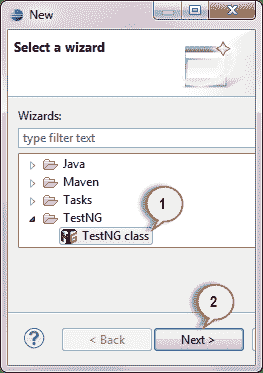 New
Select a wizard
Wizards:
type filter text
Java
Maven
Tasks
TestNG
TestNG class
1
2
?
< Back
Next >